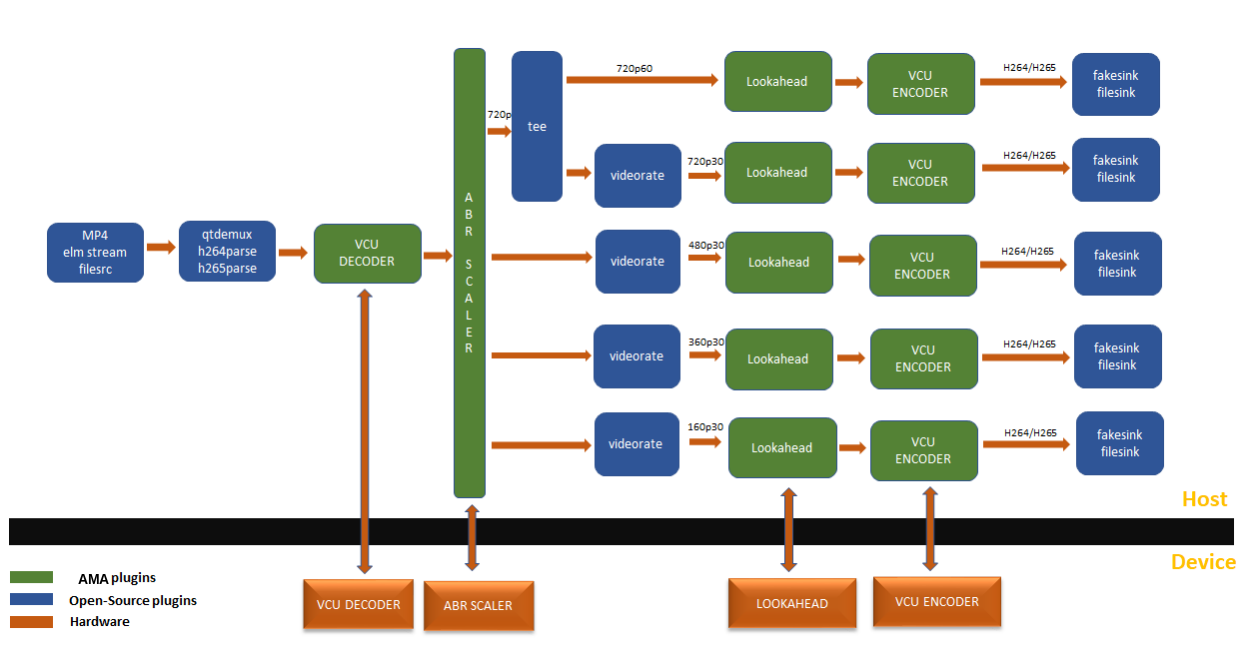 MP4
elm stream
filesrc
qtdemux
h264parse
h265parse
VCU
DECODER
A
B
R
S
C
A
L
E
R
720p
tee
720p60
Lookahead
VCU
ENCODER
H264/H265
fakesink
filesink
videorate
720p30
Lookahead
VCU
ENCODER
H264/H265
fakesink
filesink
videorate
480p30
Lookahead
VCU
ENCODER
H264/H265
fakesink
filesink
videorate
360p30
Lookahead
VCU
ENCODER
H264/H265
fakesink
filesink
videorate
160p30
Lookahead
VCU
ENCODER
H264/H265
fakesink
filesink
Host
Device
AMA plugins
Open-Source plugins
Hardware
VCU DECODER
ABR SCALER
LOOKAHEAD
VCU ENCODER